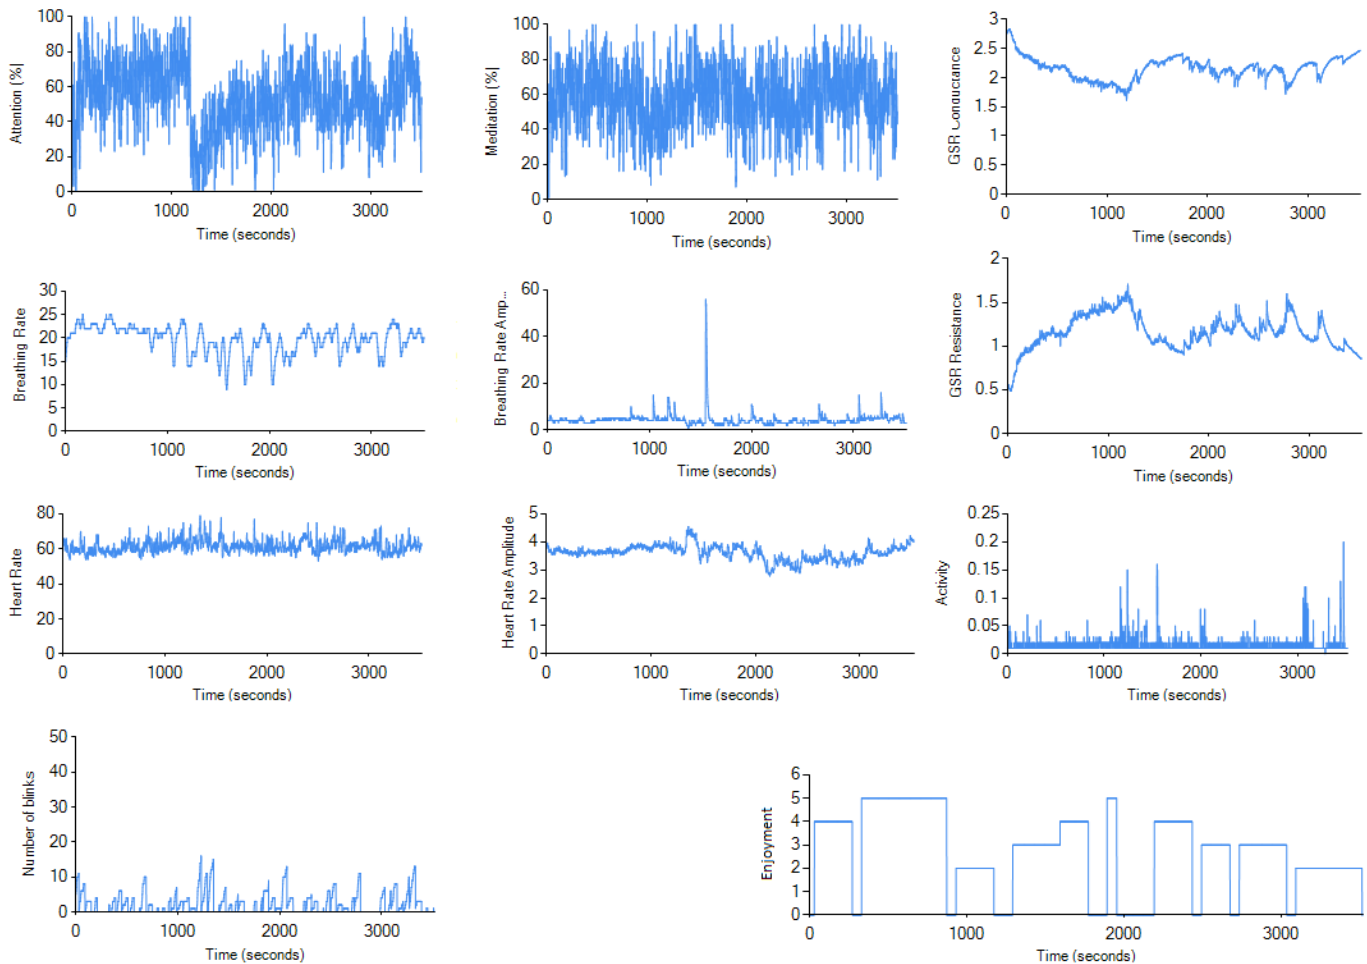 Attention (%)
100
80
60
40
20
0
0 1000 2000 3000
Time (seconds)
Meditation (%)
100
80
60
40
20
0
0 1000 2000 3000
Time (seconds)
GSR Conductance
3
2.5
2
1.5
1
0.5
0
0 1000 2000 3000
Time (seconds)
Breathing Rate
30
25
20
15
10
5
0
0 1000 2000 3000
Time (seconds)
Breathing Rate Amp...
60
40
20
0
0 1000 2000 3000
Time (seconds)
GSR Resistance
2
1.5
1
0.5
0
0 1000 2000 3000
Time (seconds)
Heart Rate
80
60
40
20
0
0 1000 2000 3000
Time (seconds)
Heart Rate Amplitude
5
4
3
2
1
0
0 1000 2000 3000
Time (seconds)
Activity
0.25
0.2
0.15
0.1
0.05
0
0 1000 2000 3000
Time (seconds)
Number of blinks
50
40
30
20
10
0
0 1000 2000 3000
Time (seconds)
Enjoyment
6
5
4
3
2
1
0
0 1000 2000 3000
Time (seconds)